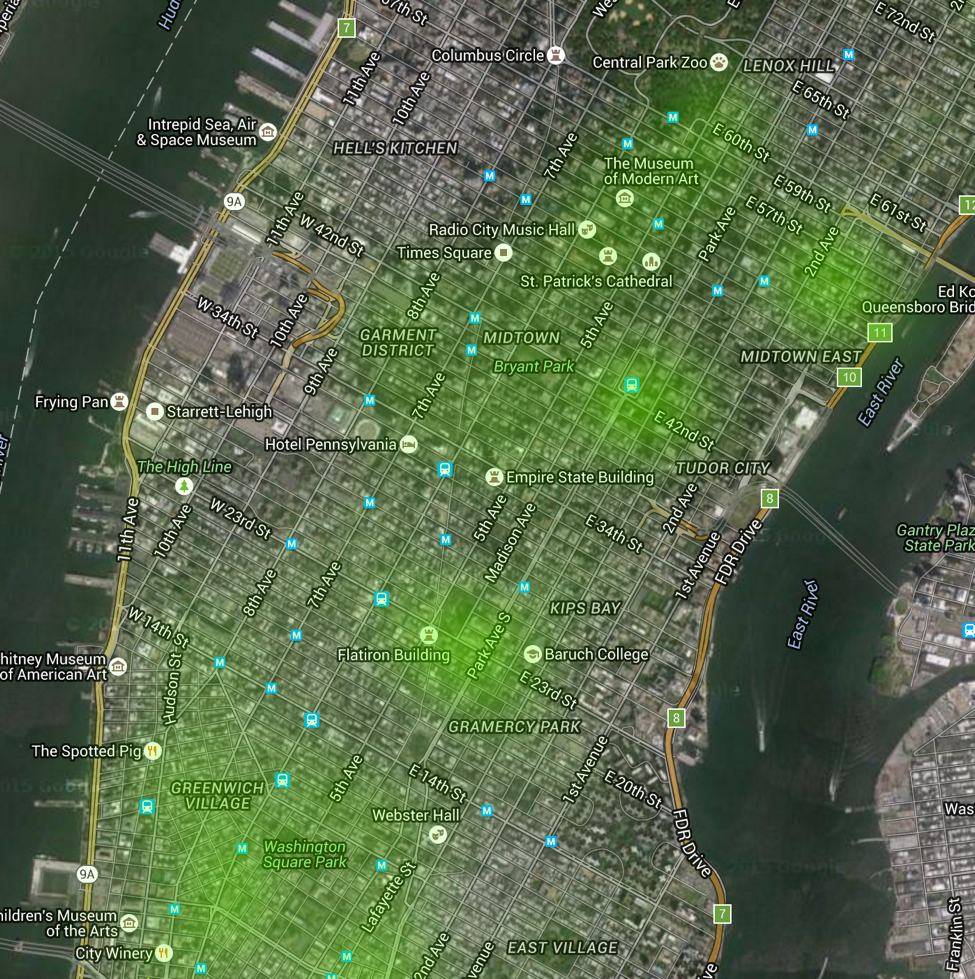 57th St
E 72nd St
7
Columbus Circle
Central Park Zoo
LENOX HILL
11th Ave
10th Ave
E 65th St
Intrepid Sea, Air
& Space Museum
HELL'S KITCHEN
7th Ave
E 60th St
The Museum
of Modern Art
9A
E 59th St
E 61st St
11th Ave
W 42nd St
Radio City Music Hall
E 57th St
Park Ave
2nd Ave
Times Square
St. Patrick's Cathedral
8th Ave
10th Ave
W 34th St
5th Ave
Ed Ko
Queensboro Brid
GARMENT
DISTRICT
MIDTOWN
11
Bryant Park
MIDTOWN EAST
9th Ave
10
7th Ave
East River
Frying Pan
Starrett-Lehigh
E 42nd St
Hotel Pennsylvania
The High Line
Empire State Building
TUDOR CITY
8
11th Ave
10th Ave
W 23rd St
5th Ave
Madison Ave
E 34th St
2nd Ave
FDR Drive
Gantry Plaz
State Park
1st Avenue
8th Ave
7th Ave
KIPS BAY
East River
W 14th St
Flatiron Building
Park Ave S
Baruch College
hitney Museum
of American Art
Hudson St
E 23rd St
8
GRAMERCY PARK
The Spotted Pig
5th Ave
E 14th St
1st Avenue
E 20th St
GREENWICH
VILLAGE
Webster Hall
Was
FDR Drive
Washington
Square Park
9A
Lafayette St
7
hildren's Museum
of the Arts
Franklin St
City Winery
2nd Ave
venue
EAST VILLAGE